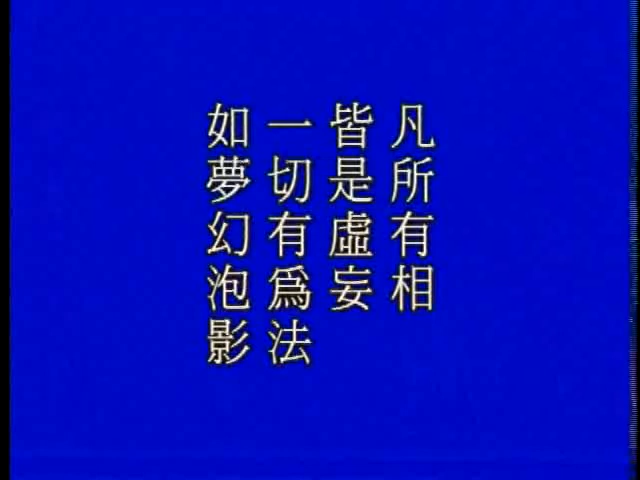 凡所有相
皆是虛妄
一切有爲法
如夢幻泡影